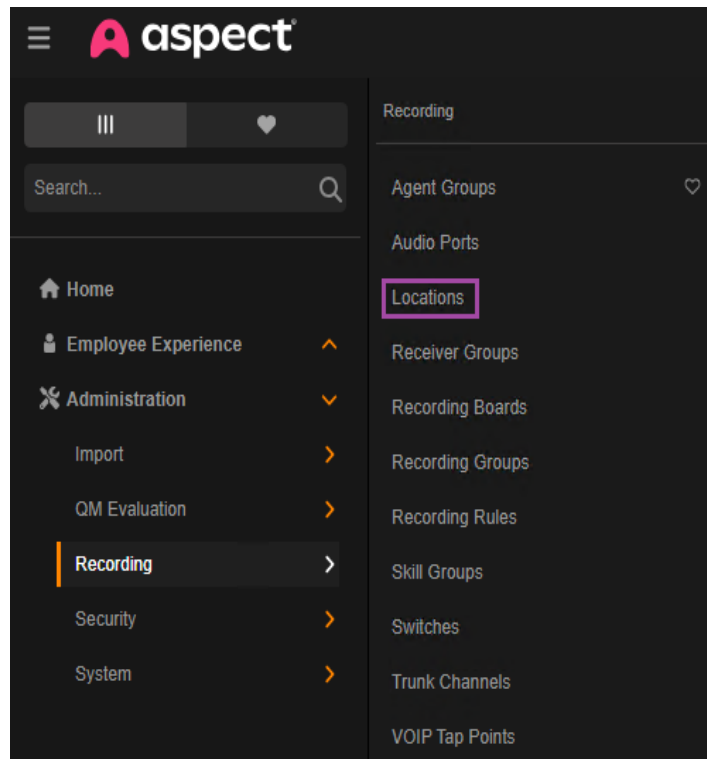 aspect
Search...
Home
Employee Experience
Administration
Import
QM Evaluation
Recording
Security
System
Recording
Agent Groups
Audio Ports
Locations
Receiver Groups
Recording Boards
Recording Groups
Recording Rules
Skill Groups
Switches
Trunk Channels
VOIP Tap Points